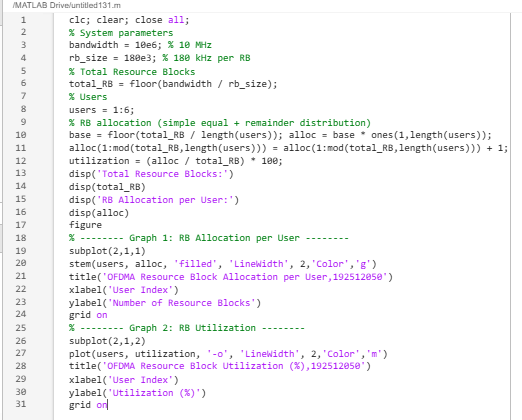 /MATLAB Drive/untitled131.m
1 clc; clear; close all;
2 % System parameters
3 bandwidth = 10e6; % 10 MHz
4 rb_size = 180e3; % 180 kHz per RB
5 % Total Resource Blocks
6 total_RB = floor(bandwidth / rb_size);
7 % Users
8 users = 1:6;
9 % RB allocation (simple equal + remainder distribution)
10 base = floor(total_RB / length(users)); alloc = base * ones(1,length(users));
11 alloc(1:mod(total_RB,length(users))) = alloc(1:mod(total_RB,length(users))) + 1;
12 utilization = (alloc / total_RB) * 100;
13 disp('Total Resource Blocks:')
14 disp(total_RB)
15 disp('RB Allocation per User:')
16 disp(alloc)
17 figure
18 % -------- Graph 1: RB Allocation per User --------
19 subplot(2,1,1)
20 stem(users, alloc, 'filled', 'LineWidth', 2,'Color','g')
21 title('OFDMA Resource Block Allocation per User,192512050')
22 xlabel('User Index')
23 ylabel('Number of Resource Blocks')
24 grid on
25 % -------- Graph 2: RB Utilization --------
26 subplot(2,1,2)
27 plot(users, utilization, '-o', 'LineWidth', 2,'Color','m')
28 title('OFDMA Resource Block Utilization (%),192512050')
29 xlabel('User Index')
30 ylabel('Utilization (%)')
31 grid on